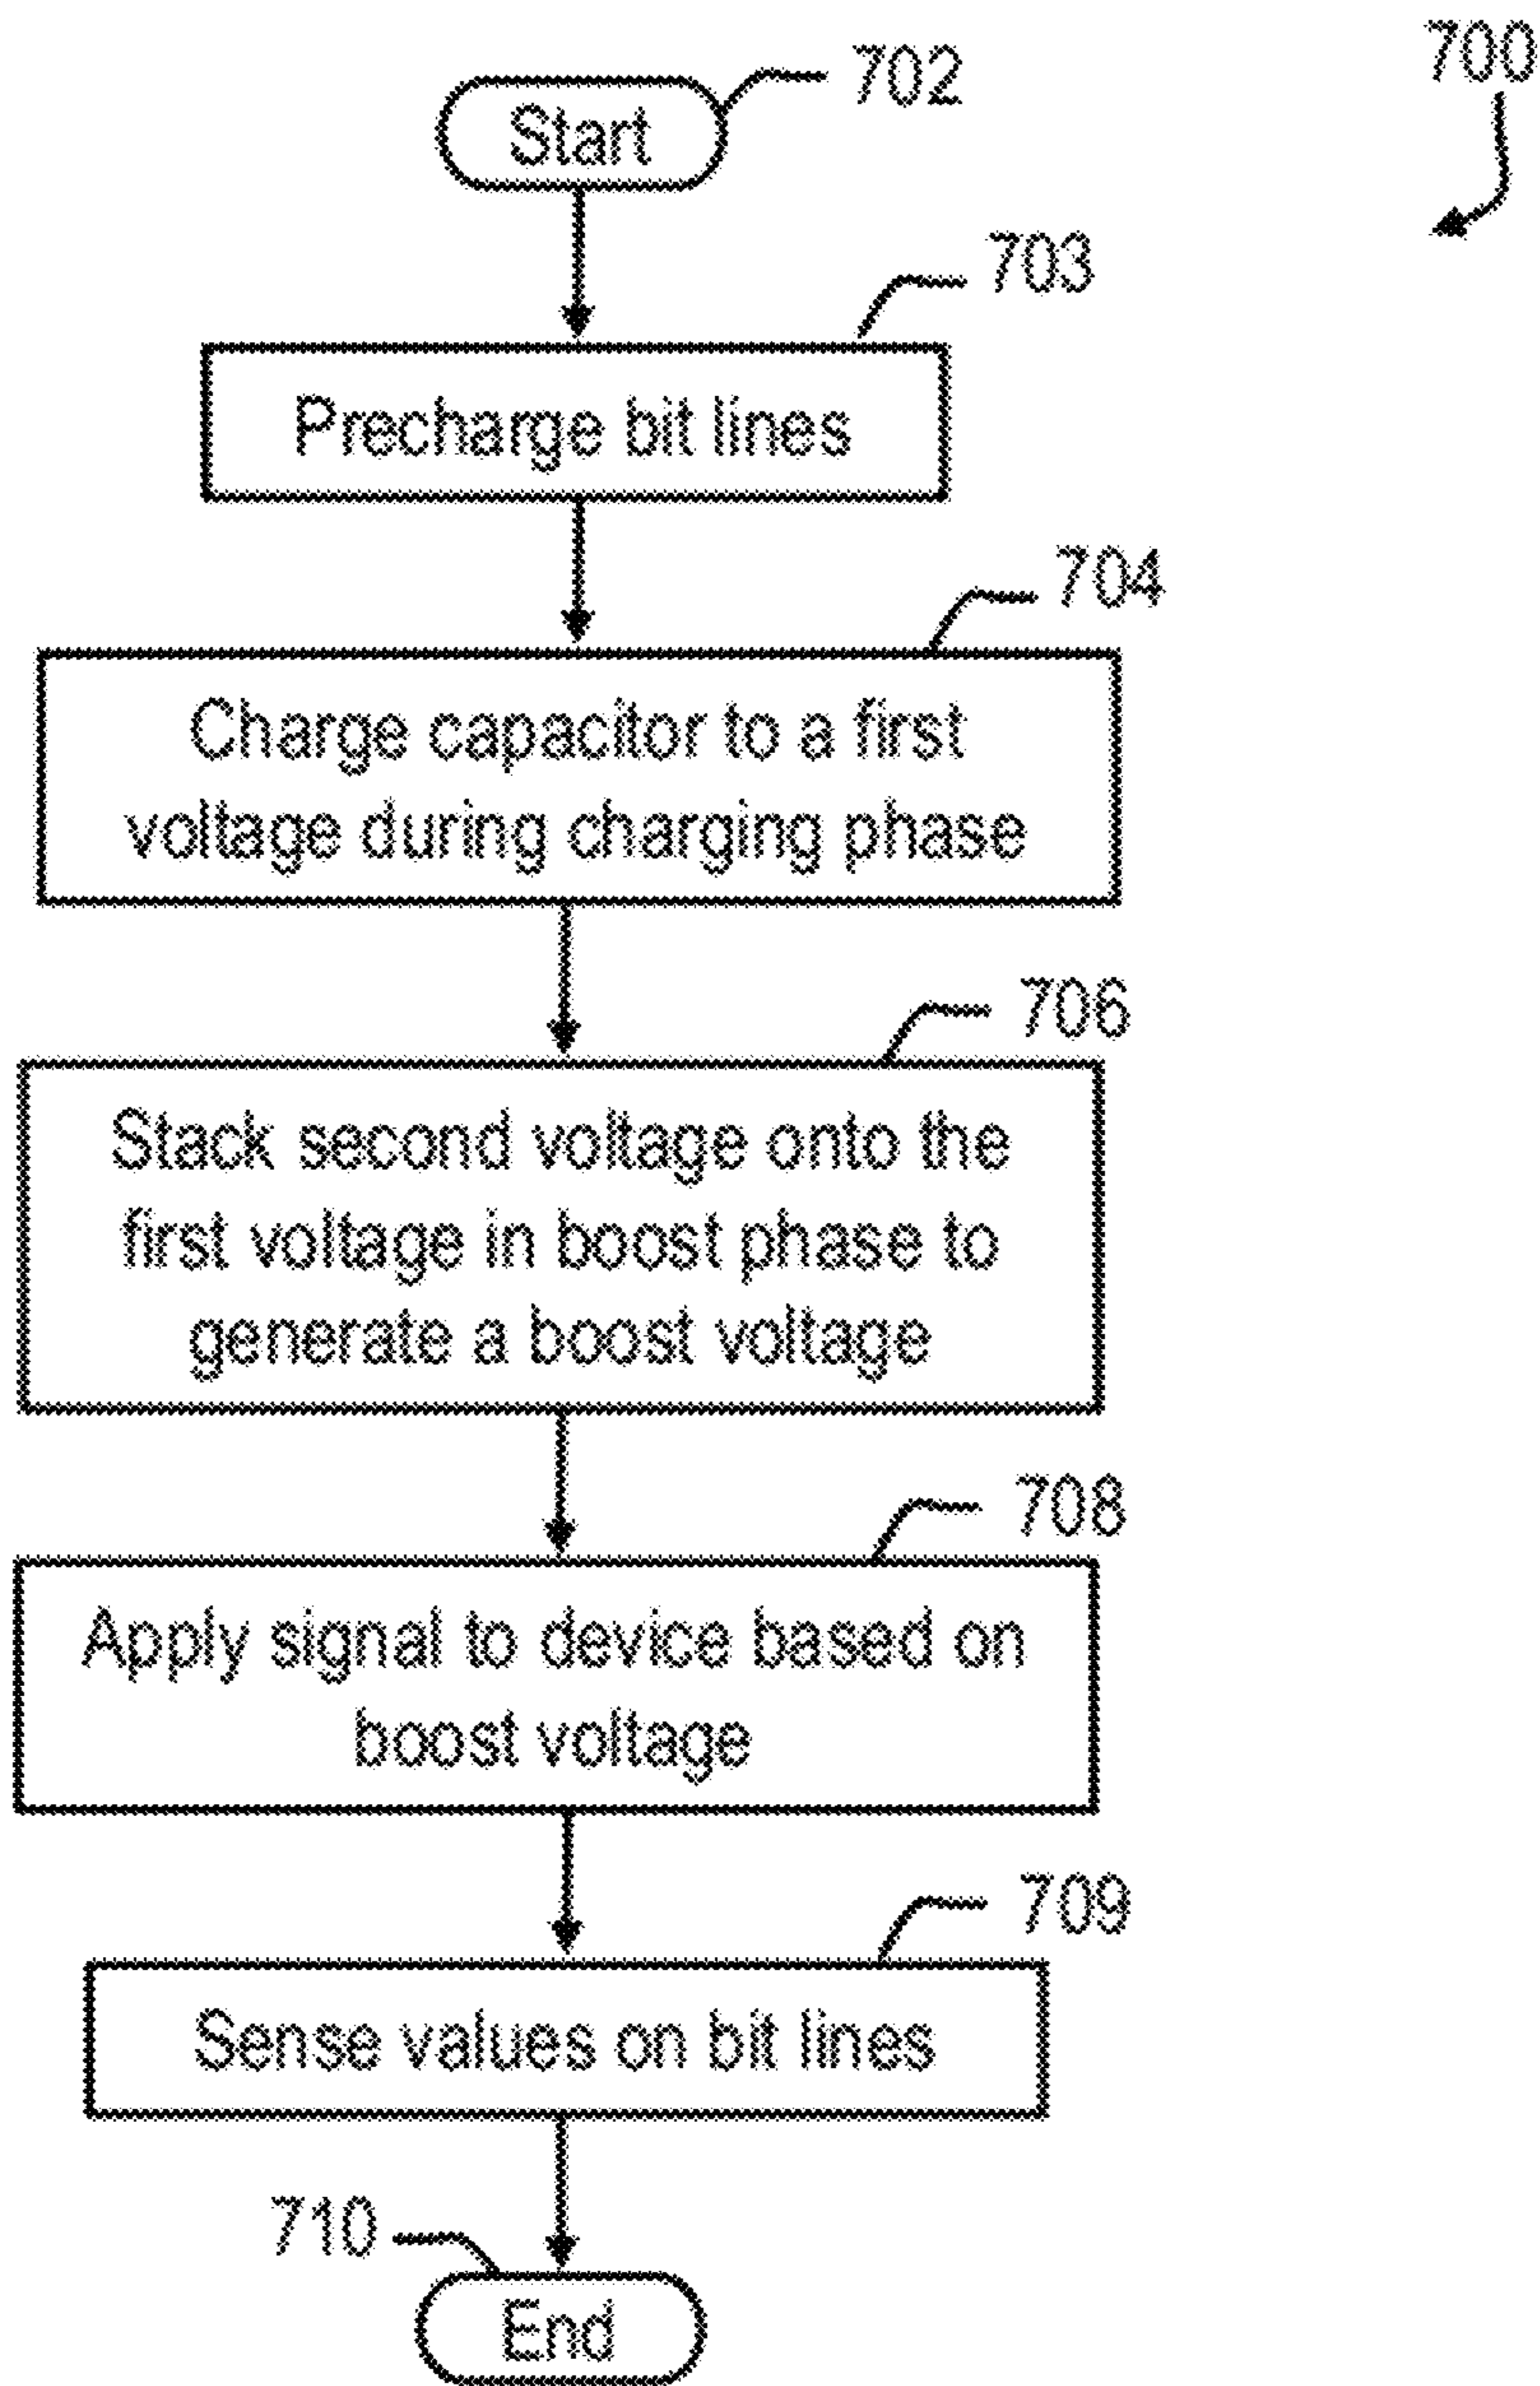 700
702
Start
703
Precharge bit lines
704
Charge capacitor to a first
voltage during charging phase
706
Stack second voltage onto the
first voltage in boost phase to
generate a boost voltage
708
Apply signal to device based on
boost voltage
709
Sense values on bit lines
710
End